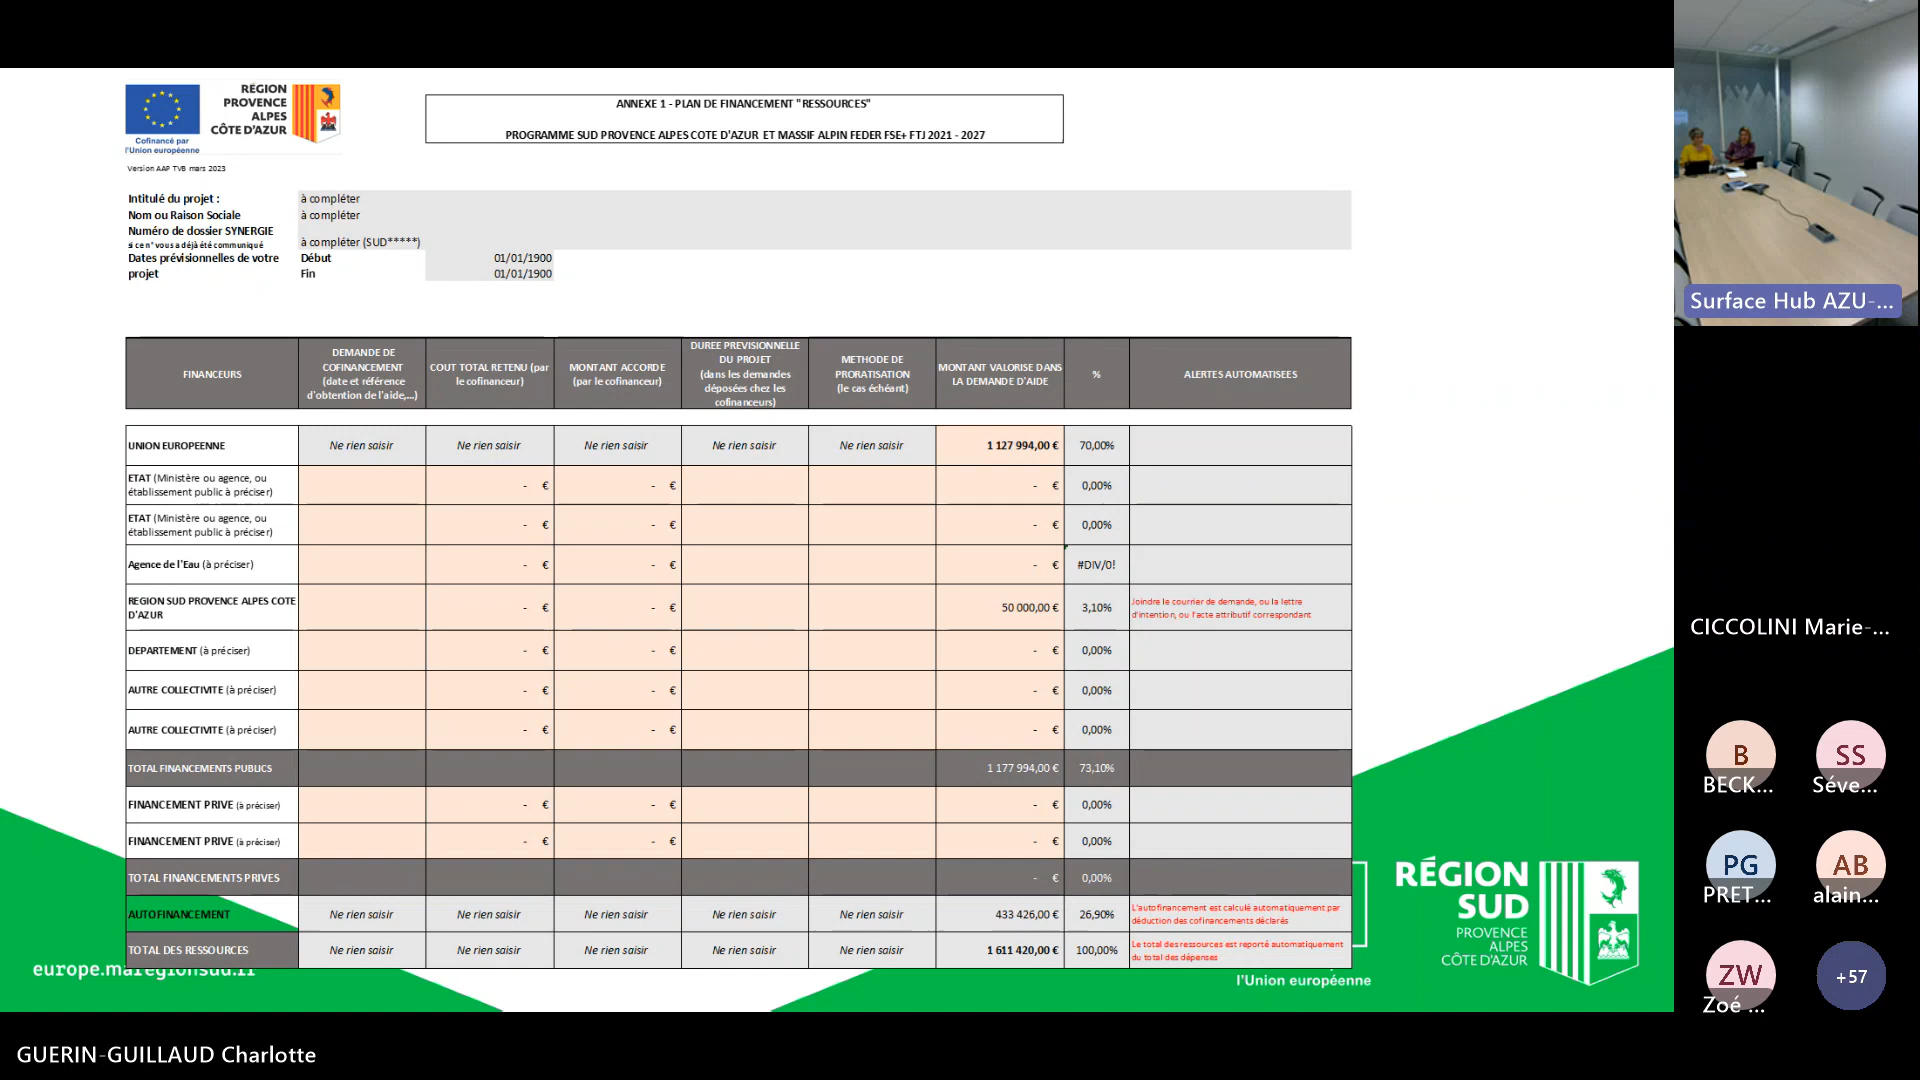 RÉGION
PROVENCE
ALPES
CÔTE D'AZUR
Cofinancé par
l'Union européenne
ANNEXE 1 - PLAN DE FINANCEMENT "RESSOURCES"
PROGRAMME SUD PROVENCE ALPES COTE D'AZUR ET MASSIF ALPIN FEDER FSE+ FTJ 2021 - 2027
Version AAP TVB mars 2023
Intitulé du projet : à compléter
Nom ou Raison Sociale à compléter
Numéro de dossier SYNERGIE
si ce n° vous a déjà été communiqué à compléter (SUD*****)
Dates prévisionnelles de votre Début 01/01/1900
projet Fin 01/01/1900
FINANCEURS
DEMANDE DE
COFINANCEMENT
(date et référence
d'obtention de l'aide,...)
COUT TOTAL RETENU (par
le cofinanceur)
MONTANT ACCORDE
(par le cofinanceur)
DUREE PREVISIONNELLE
DU PROJET
(dans les demandes
déposées chez les
cofinanceurs)
METHODE DE
PRORATISATION
(le cas échéant)
MONTANT VALORISE DANS
LA DEMANDE D'AIDE
%
ALERTES AUTOMATISEES
UNION EUROPEENNE Ne rien saisir Ne rien saisir Ne rien saisir Ne rien saisir Ne rien saisir 1 127 994,00 € 70,00%
ETAT (Ministère ou agence, ou
établissement public à préciser) - € - € - € 0,00%
ETAT (Ministère ou agence, ou
établissement public à préciser) - € - € - € 0,00%
Agence de l'Eau (à préciser) - € - € - € #DIV/0!
REGION SUD PROVENCE ALPES COTE
D'AZUR - € - € 50 000,00 € 3,10%
Joindre le courrier de demande, ou la lettre
d'intention, ou l'acte attributif correspondant
DEPARTEMENT (à préciser) - € - € - € 0,00%
AUTRE COLLECTIVITE (à préciser) - € - € - € 0,00%
AUTRE COLLECTIVITE (à préciser) - € - € - € 0,00%
TOTAL FINANCEMENTS PUBLICS 1 177 994,00 € 73,10%
FINANCEMENT PRIVE (à préciser) - € - € - € 0,00%
FINANCEMENT PRIVE (à préciser) - € - € - € 0,00%
TOTAL FINANCEMENTS PRIVES - € 0,00%
AUTOFINANCEMENT Ne rien saisir Ne rien saisir Ne rien saisir Ne rien saisir Ne rien saisir 433 426,00 € 26,90%
L'autofinancement est calculé automatiquement par
déduction des cofinancements déclarés
TOTAL DES RESSOURCES Ne rien saisir Ne rien saisir Ne rien saisir Ne rien saisir Ne rien saisir 1 611 420,00 € 100,00%
Le total des ressources est reporté automatiquement
du total des dépenses
europe.maregionsud.fr
l'Union européenne
RÉGION
SUD
PROVENCE
ALPES
CÔTE D'AZUR
Surface Hub AZU-...
CICCOLINI Marie-...
B
BECK...
SS
Séve...
PG
PRET...
AB
alain...
ZW
Zoé ...
+57
GUERIN-GUILLAUD Charlotte